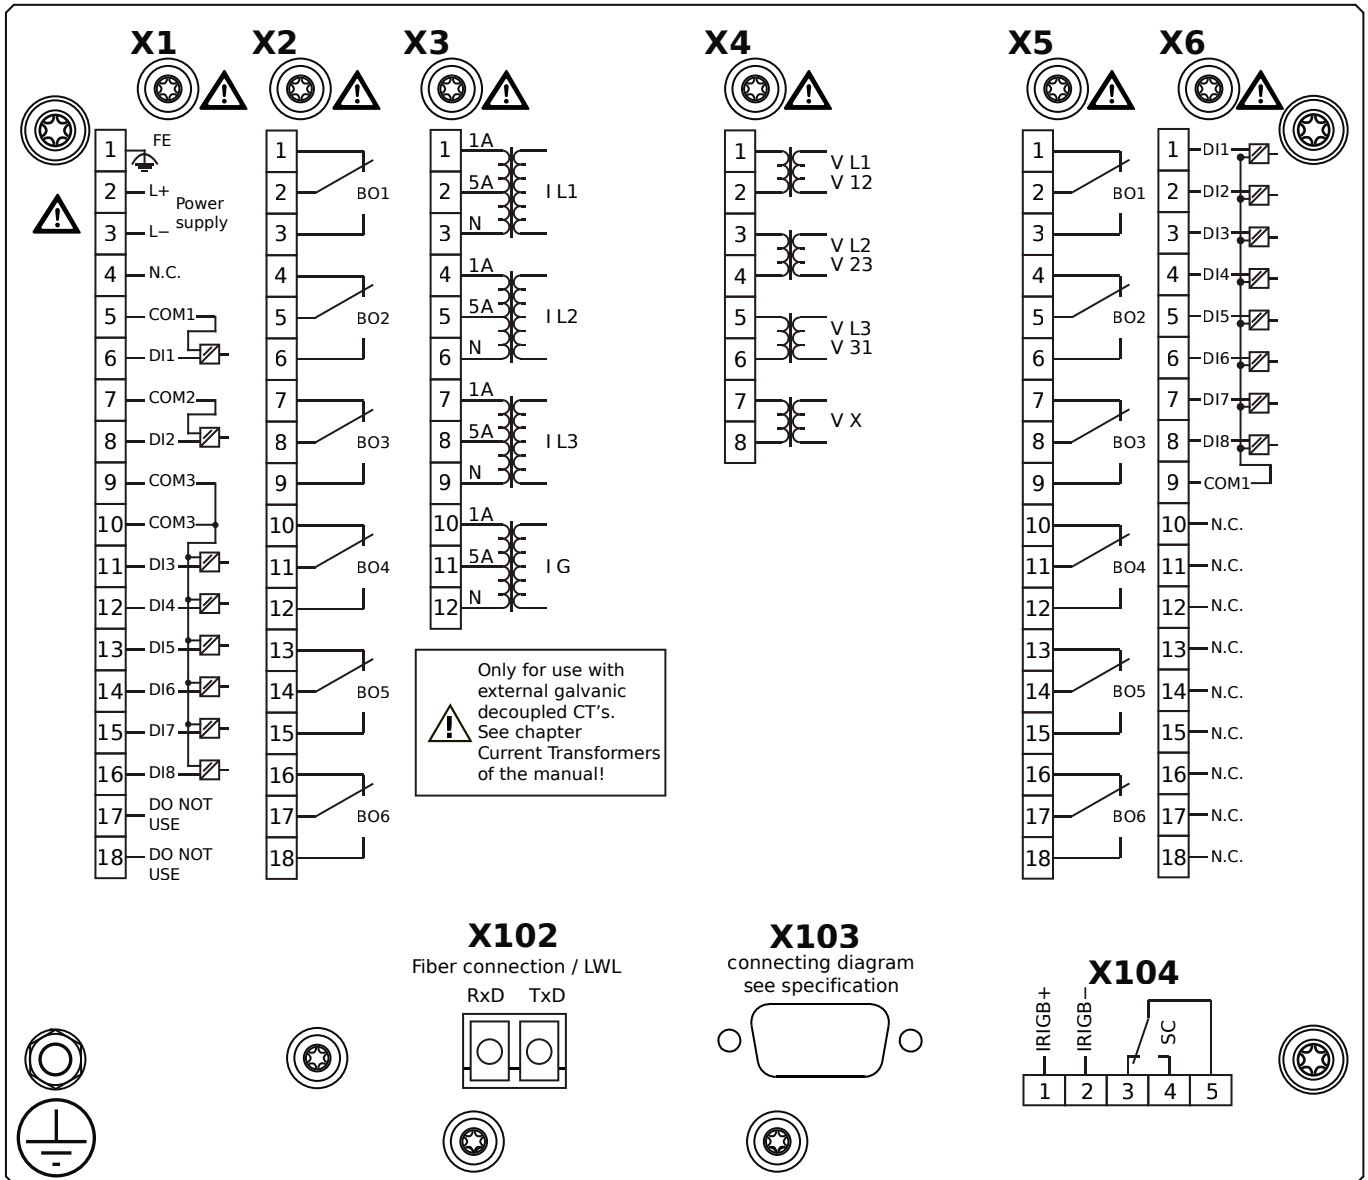 X1 X2 X3 X4 X5 X6
1 FE
2 L+
Power
supply
3 L−
4 N.C.
5 COM1
6 DI1
7 COM2
8 DI2
9 COM3
10 COM3
11 DI3
12 DI4
13 DI5
14 DI6
15 DI7
16 DI8
17 DO NOT
USE
18 DO NOT
USE
1
2 BO1
3
4
5 BO2
6
7
8 BO3
9
10
11 BO4
12
13
14 BO5
15
16
17 BO6
18
1 1A
2 5A I L1
3 N
4 1A
5 5A I L2
6 N
7 1A
8 5A I L3
9 N
10 1A
11 5A I G
12 N
Only for use with
external galvanic
decoupled CT's.
See chapter
Current Transformers
of the manual!
1 V L1
2 V 12
3 V L2
4 V 23
5 V L3
6 V 31
7 V X
8
1
2 BO1
3
4
5 BO2
6
7
8 BO3
9
10
11 BO4
12
13
14 BO5
15
16
17 BO6
18
1 DI1
2 DI2
3 DI3
4 DI4
5 DI5
6 DI6
7 DI7
8 DI8
9 COM1
10 N.C.
11 N.C.
12 N.C.
13 N.C.
14 N.C.
15 N.C.
16 N.C.
17 N.C.
18 N.C.
X102
Fiber connection / LWL
RxD TxD
X103
connecting diagram
see specification
X104
IRIGB+
IRIGB−
SC
1 2 3 4 5